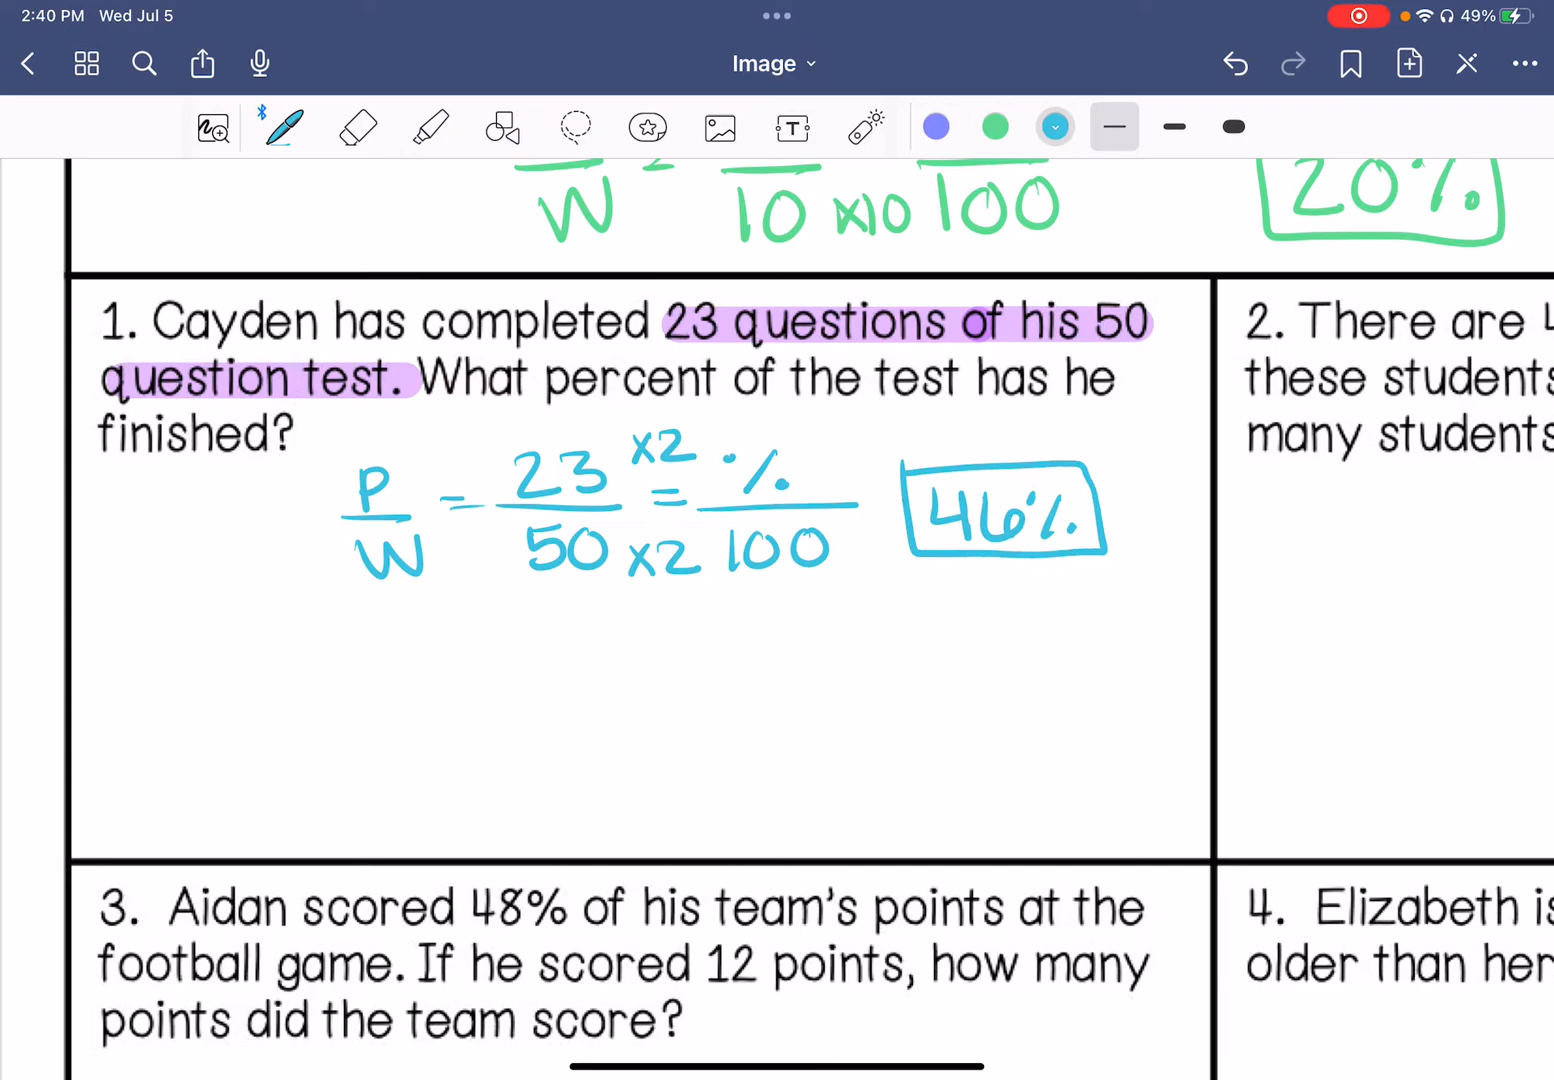 2:40 PM Wed Jul 5
49%
Image
T
W = 10 x10 100
20%
1. Cayden has completed 23 questions of his 50
question test. What percent of the test has he
finished?
P = 23 x2 = %
W 50 x2 100
46%
2. There are 4
these students
many students
3. Aidan scored 48% of his team's points at the
football game. If he scored 12 points, how many
points did the team score?
4. Elizabeth is
older than her